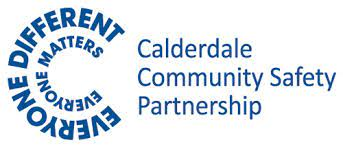 EVERYONE DIFFERENT
EVERYONE MATTERS
Calderdale
Community Safety
Partnership